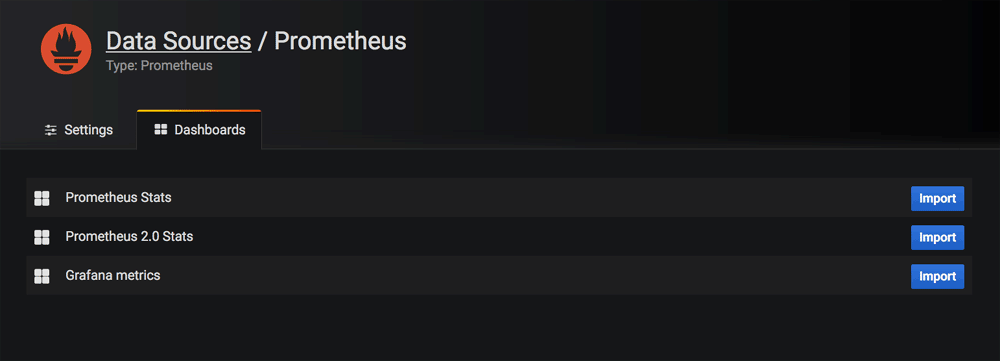 Data Sources / Prometheus
Type: Prometheus
Settings
Dashboards
Prometheus Stats
Import
Prometheus 2.0 Stats
Import
Grafana metrics
Import